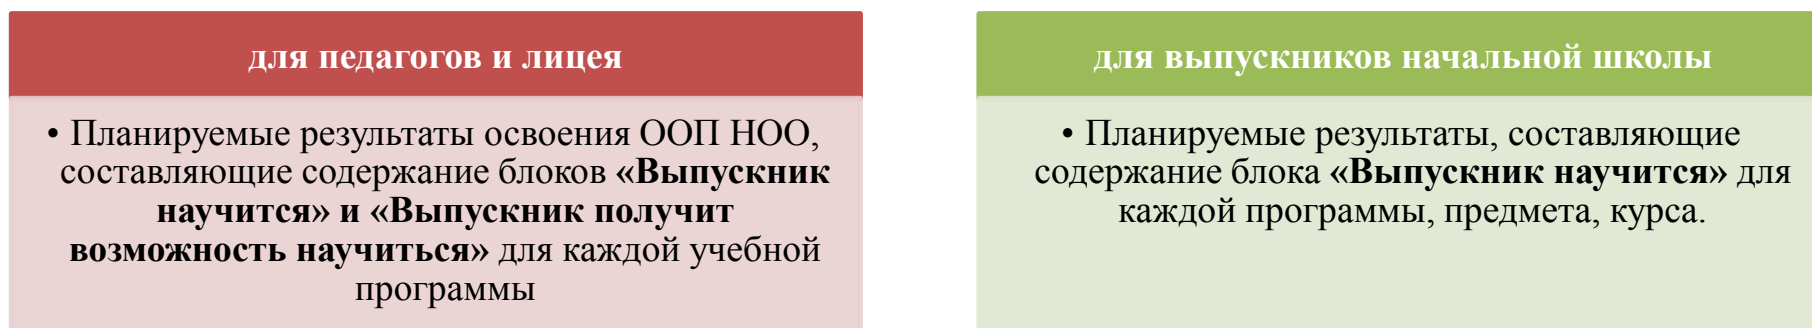 для педагогов и лицея
• Планируемые результаты освоения ООП НОО,
составляющие содержание блоков «Выпускник
научится» и «Выпускник получит
возможность научиться» для каждой учебной
программы
для выпускников начальной школы
• Планируемые результаты, составляющие
содержание блока «Выпускник научится» для
каждой программы, предмета, курса.